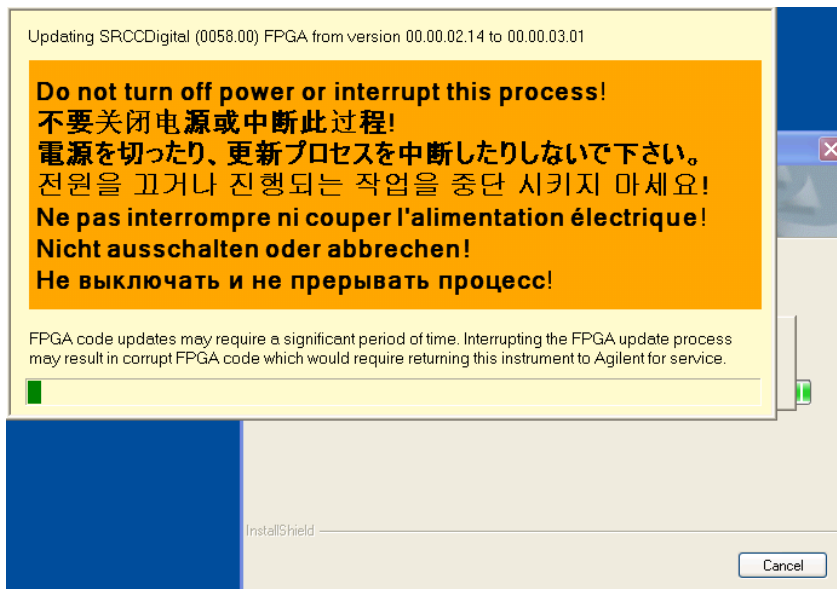 Updating SRCCDigital (0058.00) FPGA from version 00.00.02.14 to 00.00.03.01
Do not turn off power or interrupt this process!
不要关闭电源或中断此过程!
電源を切ったり、更新プロセスを中断したりしないで下さい。
전원을 끄거나 진행되는 작업을 중단 시키지 마세요!
Ne pas interrompre ni couper l'alimentation électrique!
Nicht ausschalten oder abbrechen!
Не выключать и не прерывать процесс!
FPGA code updates may require a significant period of time. Interrupting the FPGA update process
may result in corrupt FPGA code which would require returning this instrument to Agilent for service.
InstallShield
Cancel